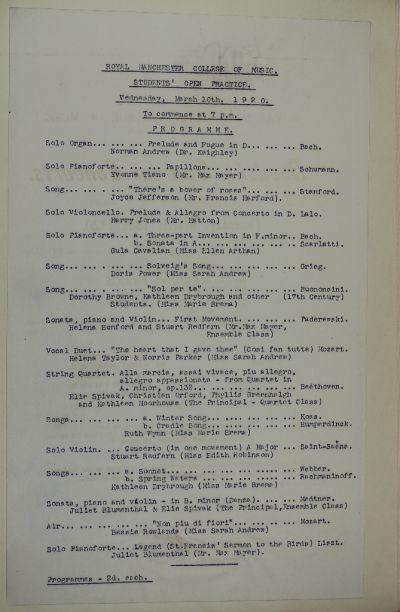 ROYAL MANCHESTER COLLEGE OF MUSIC.
STUDENTS' OPEN PRACTICE.
Wednesday, March 10th. 1 9 2 0.
To commence at 7 p.m.
P R O G R A M M E.
Solo Organ... ... ... Prelude and Fugue in D... ... ... Bach.
Norman Andrew (Dr. Keighley)
Solo Pianoforte... ... ... Papillons... ... ... ... Schumann.
Yvonne Tiano (Mr. Max Mayer)
Song... ... ... "There's a bower of roses"... ... ... Stanford.
Joyce Jefferson (Mr. Francis Harford).
Solo Violoncello. Prelude & Allegro from Concerto in D. Lalo.
Harry Jones (Mr. Hatton)
Solo Pianoforte... a. Three-part Invention in F.minor.. Bach.
b. Sonata in A... ... ... ... ... Scarlatti.
Gula Cavalian (Miss Ellen Arthan)
Song... ... ... ... Solveig's Song... ... ... ... Grieg.
Doris Power (Miss Sarah Andrew)
Song... ... ... ... "Sol per te". ... ... ... ... Buononcini.
Dorothy Browne, Kathleen Drybrough and other (17th Century)
Students. (Miss Marie Brema)
Sonata, piano and Violin... First Movement... ... ... Paderewski.
Helena Bamford and Stuart Redfern (Mr.Max Mayer,
Ensemble Class)
Vocal Duet... "The heart that I gave thee" (Cosi fan tutte) Mozart.
Helena Taylor & Norris Parker (Miss Sarah Andrew)
String Quartet. Alla marcia, assai vivace, piu allegro,
allegro appassionata - from Quartet in
A. minor, op.132... ... ... ... ... Beethoven.
Elie Spivak, Christian Orford, Phyllis Greenhalgh
and Kathleen Moorhouse (The Principal - Quartet Class)
Songs... ... ... ... a. Winter Song... ... ... ... Koss.
b. Cradle Song... ... ... ... Humperdinck.
Ruth Wynn (Miss Marie Brema)
Solo Violin. ... Concerto (in one movement) A Major ... Saint-Saëns.
Stuart Redfern (Miss Edith Robinson)
Songs... ... ... ... a. Sonnet... ... ... ... ... Webber.
b. Spring Waters ... ... ... ... Rachmaninoff.
Kathleen Drybrough (Miss Marie Brema)
Sonata, piano and violin - in B. minor (Danza). ... ... Medtner.
Juliet Blumenthal & Elie Spivak (The Principal,Ensemble Class)
Air... ... ... ... "Non piu di fiori"... ... ... ... Mozart.
Bessie Rowlands (Miss Sarah Andrew)
Solo Pianoforte... Legend (St.Francis' Sermon to the Birds) Liszt.
Juliet Blumenthal (Mr. Max Mayer).
Programmes - 2d. each.